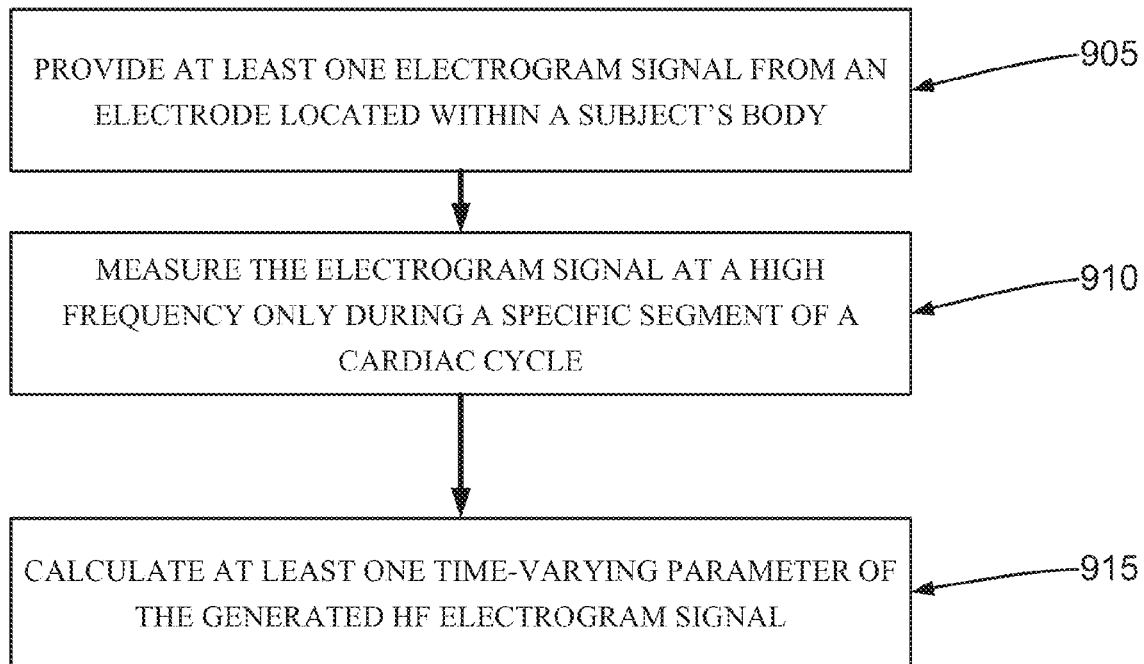 PROVIDE AT LEAST ONE ELECTROGRAM SIGNAL FROM AN
ELECTRODE LOCATED WITHIN A SUBJECT'S BODY
905
MEASURE THE ELECTROGRAM SIGNAL AT A HIGH
FREQUENCY ONLY DURING A SPECIFIC SEGMENT OF A
CARDIAC CYCLE
910
CALCULATE AT LEAST ONE TIME-VARYING PARAMETER OF
THE GENERATED HF ELECTROGRAM SIGNAL
915